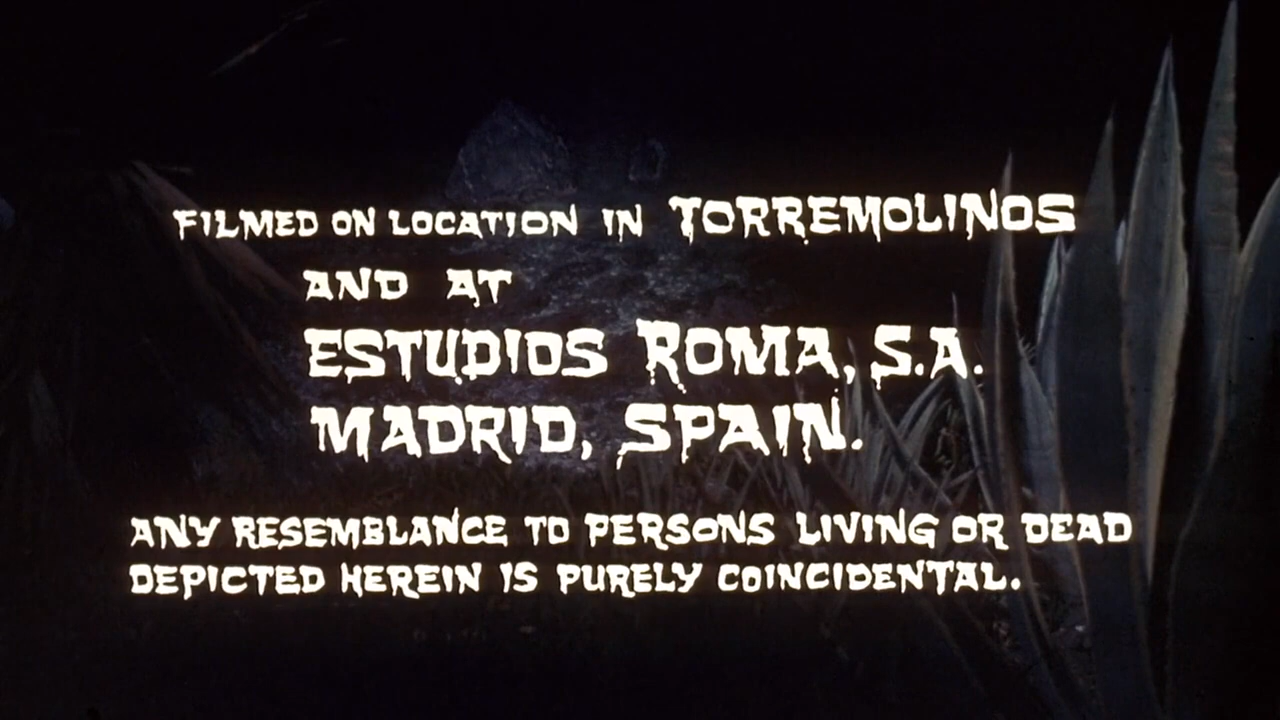 FILMED ON LOCATION IN TORREMOLINOS
AND AT
ESTUDIOS ROMA, S.A.
MADRID, SPAIN.
ANY RESEMBLANCE TO PERSONS LIVING OR DEAD
DEPICTED HEREIN IS PURELY COINCIDENTAL.